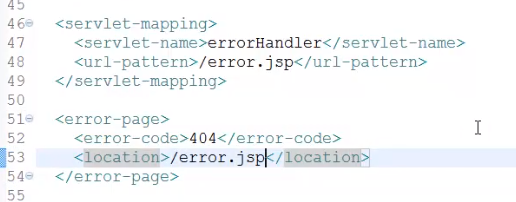 45
46 <servlet-mapping>
47 <servlet-name>errorHandler</servlet-name>
48 <url-pattern>/error.jsp</url-pattern>
49 </servlet-mapping>
50
51 <error-page>
52 <error-code>404</error-code>
53 <location>/error.jsp</location>
54 </error-page>
55